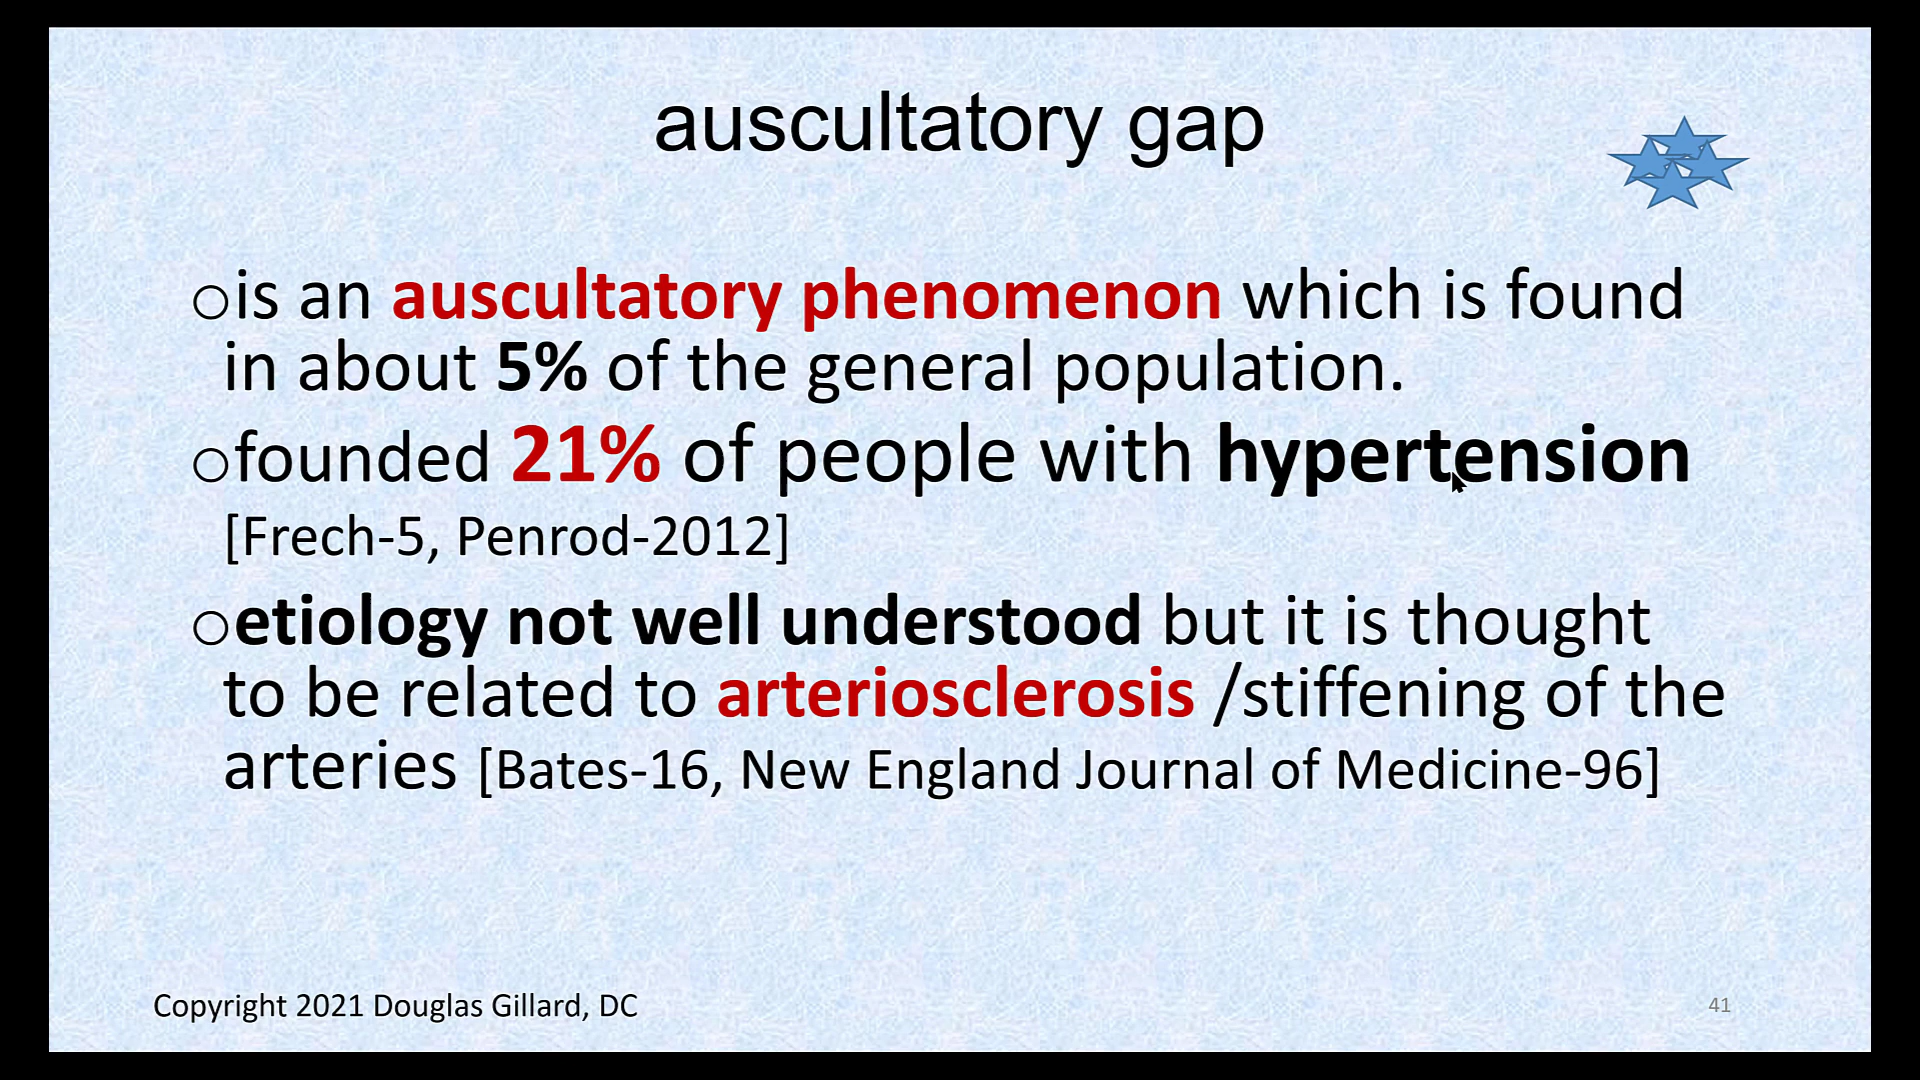 auscultatory gap
is an auscultatory phenomenon which is found
in about 5% of the general population.
founded 21% of people with hypertension
[Frech-5, Penrod-2012]
etiology not well understood but it is thought
to be related to arteriosclerosis /stiffening of the
arteries [Bates-16, New England Journal of Medicine-96]
Copyright 2021 Douglas Gillard, DC
41